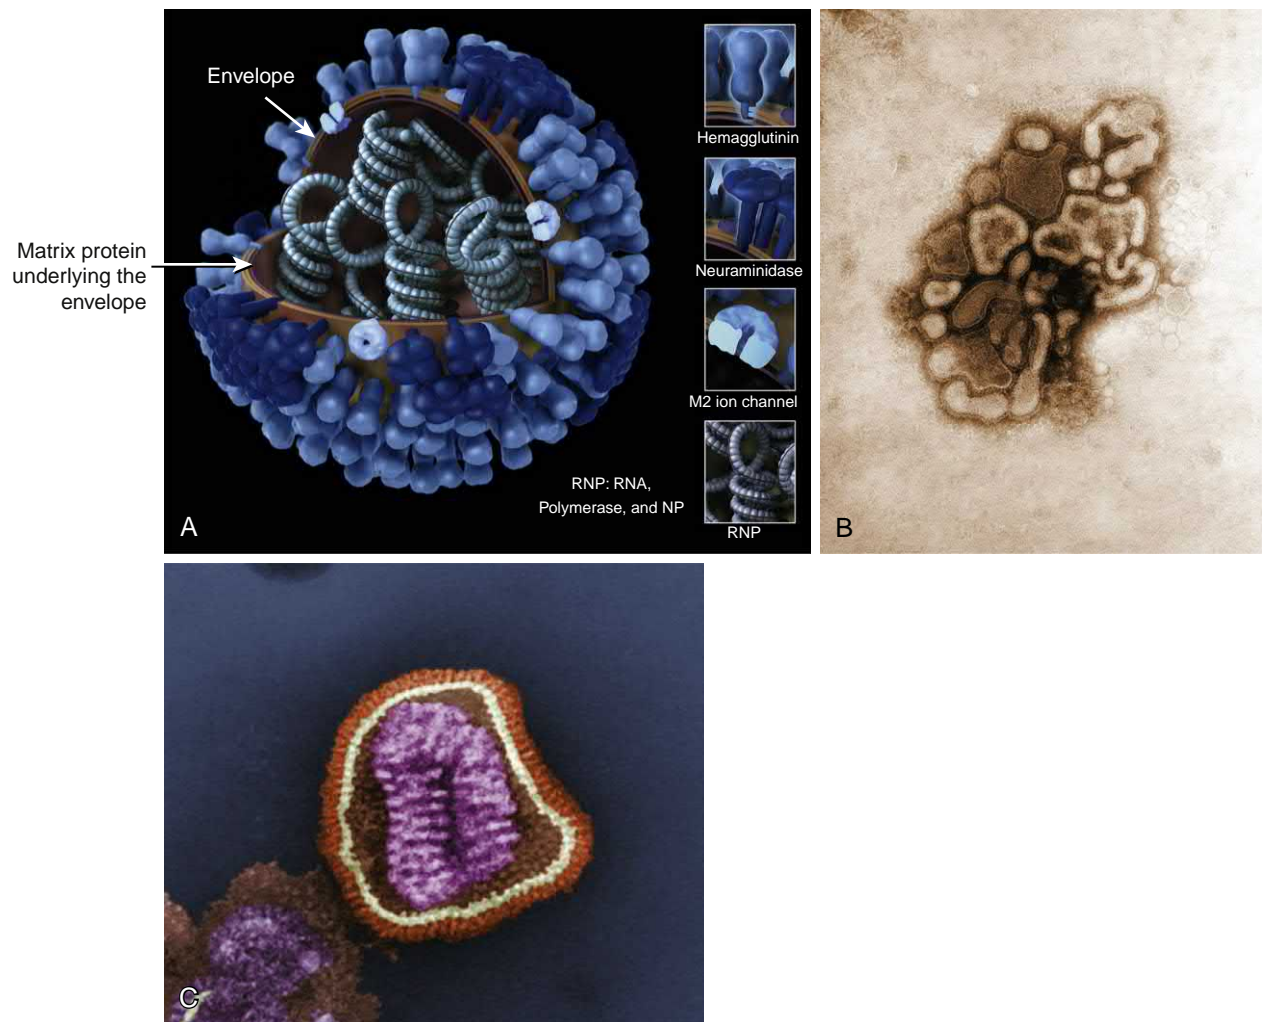 Envelope
Matrix protein
underlying the
envelope
Hemagglutinin
Neuraminidase
M2 ion channel
RNP: RNA,
Polymerase, and NP
RNP
A
B
C